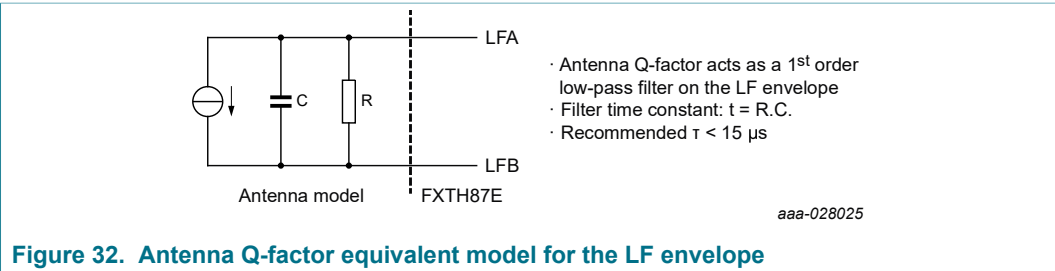 LFA
C
R
LFB
Antenna model
FXTH87E
· Antenna Q-factor acts as a 1st order
low-pass filter on the LF envelope
· Filter time constant: t = R.C.
· Recommended τ < 15 μs
aaa-028025
Figure 32. Antenna Q-factor equivalent model for the LF envelope